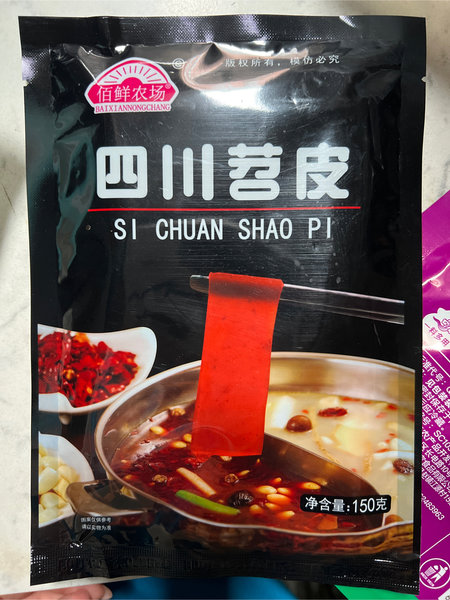 版权所有，模仿必究
佰鲜农场
BAIXIANNONGCHANG
四川苕皮
SI CHUAN SHAO PI
净含量:150克
图案仅供参考
请以实物为准